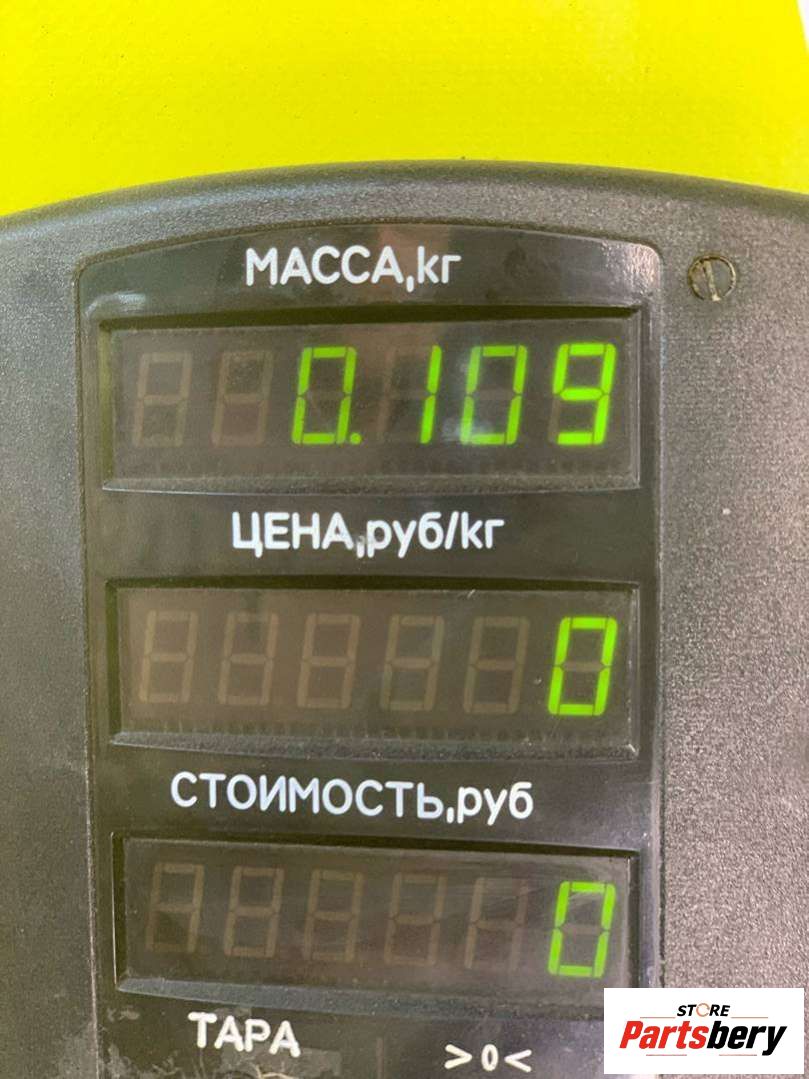 МАССА,кг
0.109
ЦЕНА,руб/кг
0
СТОИМОСТЬ,руб
0
ТАРА
>0<
STORE
Partsbery